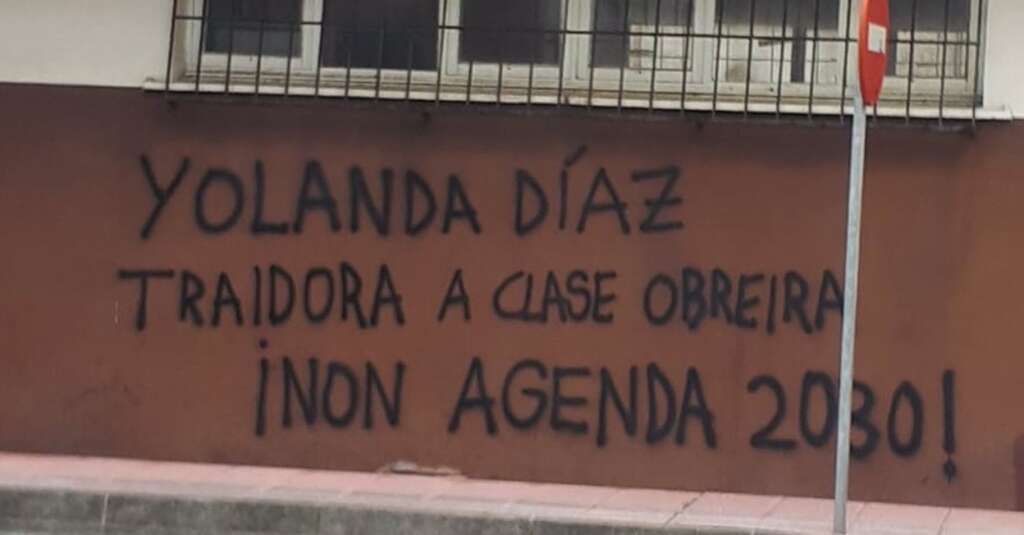 YOLANDA DÍAZ
TRAIDORA A CLASE OBREIRA
¡NON AGENDA 2030!